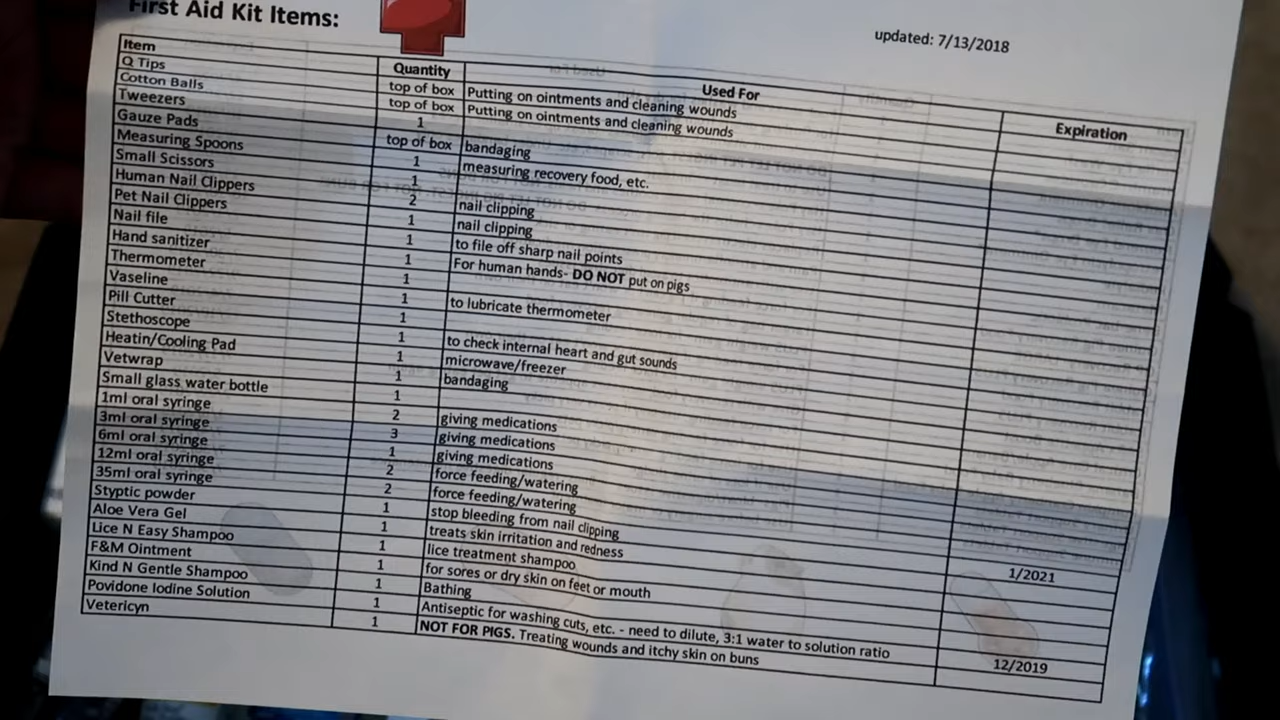 First Aid Kit Items:
updated: 7/13/2018
Item Quantity Used For Expiration
Q Tips top of box Putting on ointments and cleaning wounds
Cotton Balls top of box Putting on ointments and cleaning wounds
Tweezers 1
Gauze Pads top of box bandaging
Measuring Spoons 1 measuring recovery food, etc.
Small Scissors 1
Human Nail Clippers 2 nail clipping
Pet Nail Clippers 1 nail clipping
Nail file 1 to file off sharp nail points
Hand sanitizer 1 For human hands- DO NOT put on pigs
Thermometer 1
Vaseline 1 to lubricate thermometer
Pill Cutter 1
Stethoscope 1 to check internal heart and gut sounds
Heatin/Cooling Pad 1 microwave/freezer
Vetwrap 1 bandaging
Small glass water bottle 1
1ml oral syringe 2 giving medications
3ml oral syringe 3 giving medications
6ml oral syringe 1 giving medications
12ml oral syringe 2 force feeding/watering
35ml oral syringe 2 force feeding/watering
Styptic powder 1 stop bleeding from nail clipping 1/2021
Aloe Vera Gel 1 treats skin irritation and redness
Lice N Easy Shampoo 1 lice treatment shampoo
F&M Ointment 1 for sores or dry skin on feet or mouth
Kind N Gentle Shampoo 1 Bathing
Povidone Iodine Solution 1 Antiseptic for washing cuts, etc. - need to dilute, 3:1 water to solution ratio 12/2019
Vetericyn 1 NOT FOR PIGS. Treating wounds and itchy skin on buns